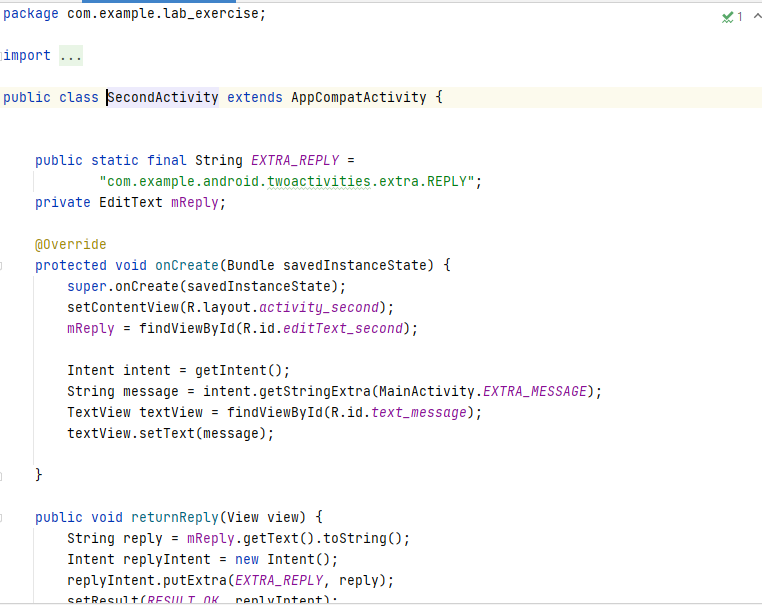 package com.example.lab_exercise;
1
import ...
public class SecondActivity extends AppCompatActivity {
public static final String EXTRA_REPLY =
"com.example.android.twoactivities.extra.REPLY";
private EditText mReply;
@Override
protected void onCreate(Bundle savedInstanceState) {
super.onCreate(savedInstanceState);
setContentView(R.layout.activity_second);
mReply = findViewById(R.id.editText_second);
Intent intent = getIntent();
String message = intent.getStringExtra(MainActivity.EXTRA_MESSAGE);
TextView textView = findViewById(R.id.text_message);
textView.setText(message);
}
public void returnReply(View view) {
String reply = mReply.getText().toString();
Intent replyIntent = new Intent();
replyIntent.putExtra(EXTRA_REPLY, reply);
setResult(RESULT_OK, replyIntent);